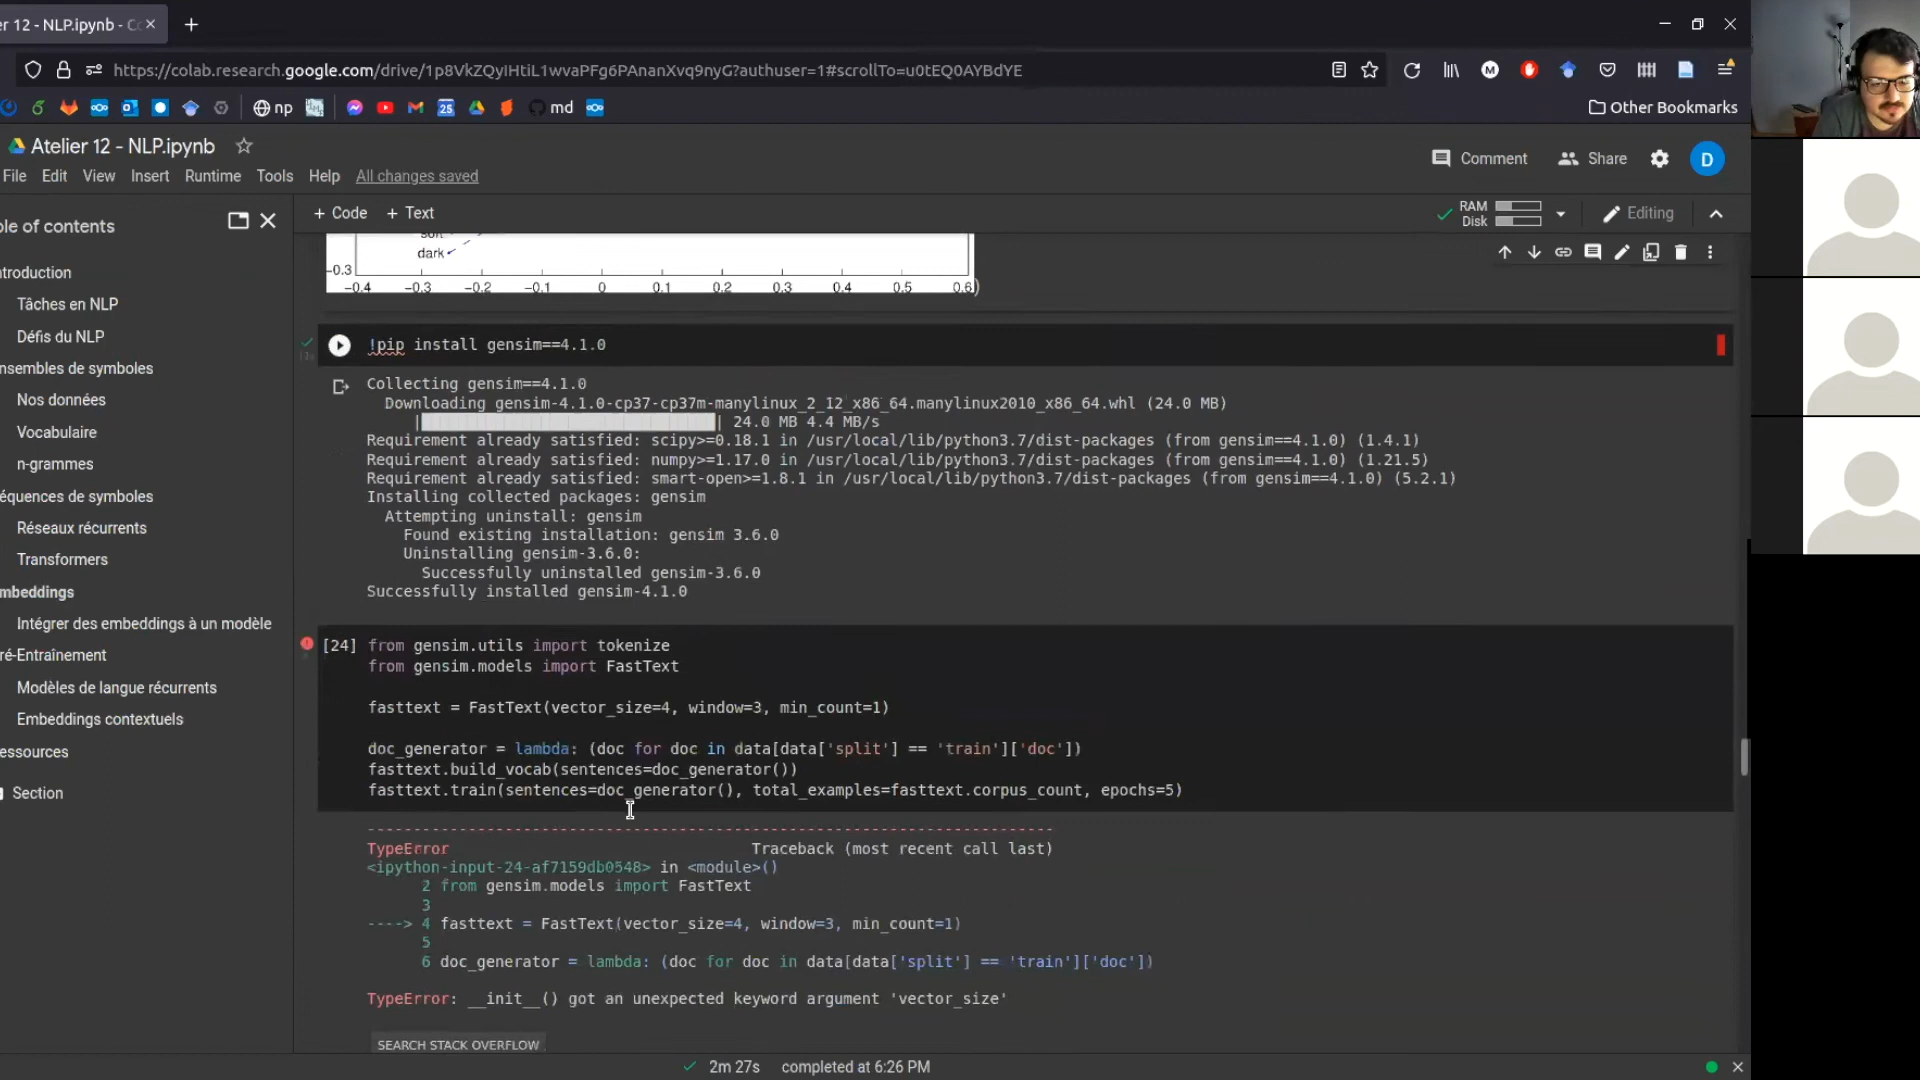 er 12 - NLP.ipynb - C
https://colab.research.google.com/drive/1p8VkZQyIHtiL1wvaPFg6PAnanXvq9nyG?authuser=1#scrollTo=u0tEQ0AYBdYE
np
25
md
Other Bookmarks
Atelier 12 - NLP.ipynb
Comment
Share
D
File Edit View Insert Runtime Tools Help All changes saved
ble of contents
+ Code + Text
RAM
Disk
Editing
ntroduction
Tâches en NLP
Défis du NLP
nsembles de symboles
Nos données
Vocabulaire
n-grammes
équences de symboles
Réseaux récurrents
Transformers
mbeddings
Intégrer des embeddings à un modèle
ré-Entraînement
Modèles de langue récurrents
Embeddings contextuels
essources
Section
dark
-0.3
-0.4 -0.3 -0.2 -0.1 0 0.1 0.2 0.3 0.4 0.5 0.6
)
!pip install gensim==4.1.0
Collecting gensim==4.1.0
Downloading gensim-4.1.0-cp37-cp37m-manylinux_2_12_x86_64.manylinux2010_x86_64.whl (24.0 MB)
| | 24.0 MB 4.4 MB/s
Requirement already satisfied: scipy>=0.18.1 in /usr/local/lib/python3.7/dist-packages (from gensim==4.1.0) (1.4.1)
Requirement already satisfied: numpy>=1.17.0 in /usr/local/lib/python3.7/dist-packages (from gensim==4.1.0) (1.21.5)
Requirement already satisfied: smart-open>=1.8.1 in /usr/local/lib/python3.7/dist-packages (from gensim==4.1.0) (5.2.1)
Installing collected packages: gensim
Attempting uninstall: gensim
Found existing installation: gensim 3.6.0
Uninstalling gensim-3.6.0:
Successfully uninstalled gensim-3.6.0
Successfully installed gensim-4.1.0
[24] from gensim.utils import tokenize
from gensim.models import FastText
fasttext = FastText(vector_size=4, window=3, min_count=1)
doc_generator = lambda: (doc for doc in data[data['split'] == 'train']['doc'])
fasttext.build_vocab(sentences=doc_generator())
fasttext.train(sentences=doc_generator(), total_examples=fasttext.corpus_count, epochs=5)
---------------------------------------------------------------------------
TypeError Traceback (most recent call last)
<ipython-input-24-af7159db0548> in <module>()
2 from gensim.models import FastText
3
----> 4 fasttext = FastText(vector_size=4, window=3, min_count=1)
5
6 doc_generator = lambda: (doc for doc in data[data['split'] == 'train']['doc'])
TypeError: __init__() got an unexpected keyword argument 'vector_size'
SEARCH STACK OVERFLOW
2m 27s completed at 6:26 PM